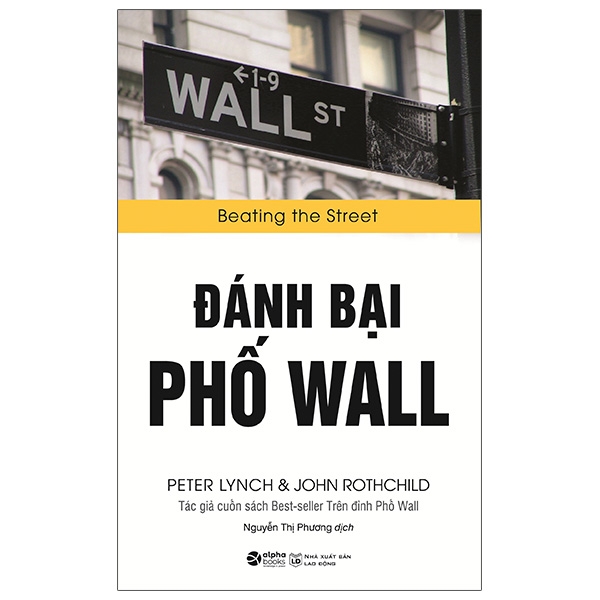 ←1-9
WALL ST
Beating the Street
ĐÁNH BẠI
PHỐ WALL
PETER LYNCH & JOHN ROTHCHILD
Tác giả cuốn sách Best-seller Trên đỉnh Phố Wall
Nguyễn Thị Phương dịch
alpha
books
LĐ
NHÀ XUẤT BẢN
LAO ĐỘNG